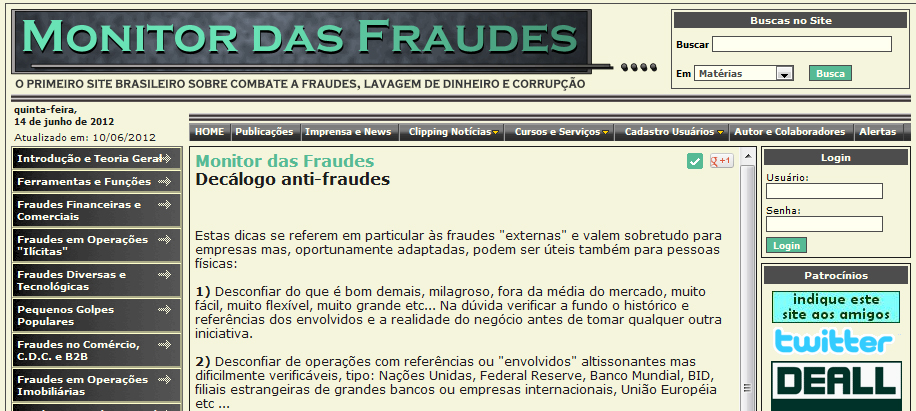 MONITOR DAS FRAUDES
O PRIMEIRO SITE BRASILEIRO SOBRE COMBATE A FRAUDES, LAVAGEM DE DINHEIRO E CORRUPÇÃO
Buscas no Site
Buscar
Em Matérias Busca
quinta-feira,
14 de junho de 2012
Atualizado em: 10/06/2012
HOME Publicações Imprensa e News Clipping Notícias Cursos e Serviços Cadastro Usuários Autor e Colaboradores Alertas
Introdução e Teoria Geral
Ferramentas e Funções
Fraudes Financeiras e
Comerciais
Fraudes em Operações
"Ilícitas"
Fraudes Diversas e
Tecnológicas
Pequenos Golpes
Populares
Fraudes no Comércio,
C.D.C. e B2B
Fraudes em Operações
Imobiliárias
Monitor das Fraudes
g +1
Decálogo anti-fraudes
Estas dicas se referem em particular às fraudes "externas" e valem sobretudo para
empresas mas, oportunamente adaptadas, podem ser úteis também para pessoas
físicas:
1) Desconfiar do que é bom demais, milagroso, fora da média do mercado, muito
fácil, muito flexível, muito grande etc... Na dúvida verificar a fundo o histórico e
referências dos envolvidos e a realidade do negócio antes de tomar qualquer outra
iniciativa.
2) Desconfiar de operações com referências ou "envolvidos" altissonantes mas
dificilmente verificáveis, tipo: Nações Unidas, Federal Reserve, Banco Mundial, BID,
filiais estrangeiras de grandes bancos ou empresas internacionais, União Européia
etc ...
Login
Usuário:
Senha:
Login
Patrocínios
indique este
site aos amigos
twitter
DEALL